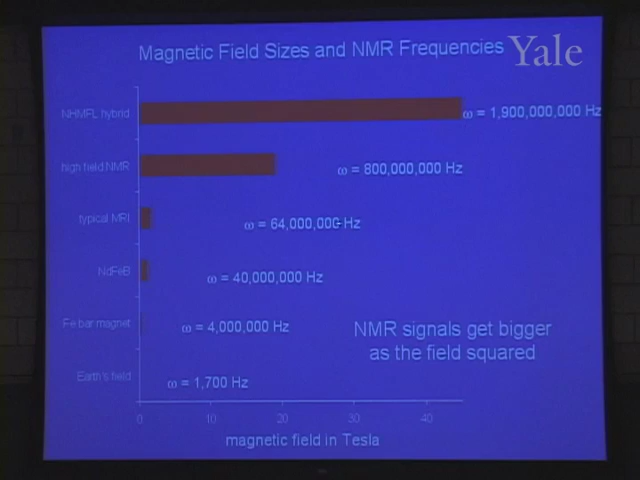 Magnetic Field Sizes and NMR Frequencies
Yale
NHMFL hybrid
ω = 1,900,000,000 Hz
high field NMR
ω = 800,000,000 Hz
typical MRI
ω = 64,000,000 Hz
NdFeB
ω = 40,000,000 Hz
Fe bar magnet
ω = 4,000,000 Hz
NMR signals get bigger
as the field squared
Earth's field
ω = 1,700 Hz
0 10 20 30 40
magnetic field in Tesla